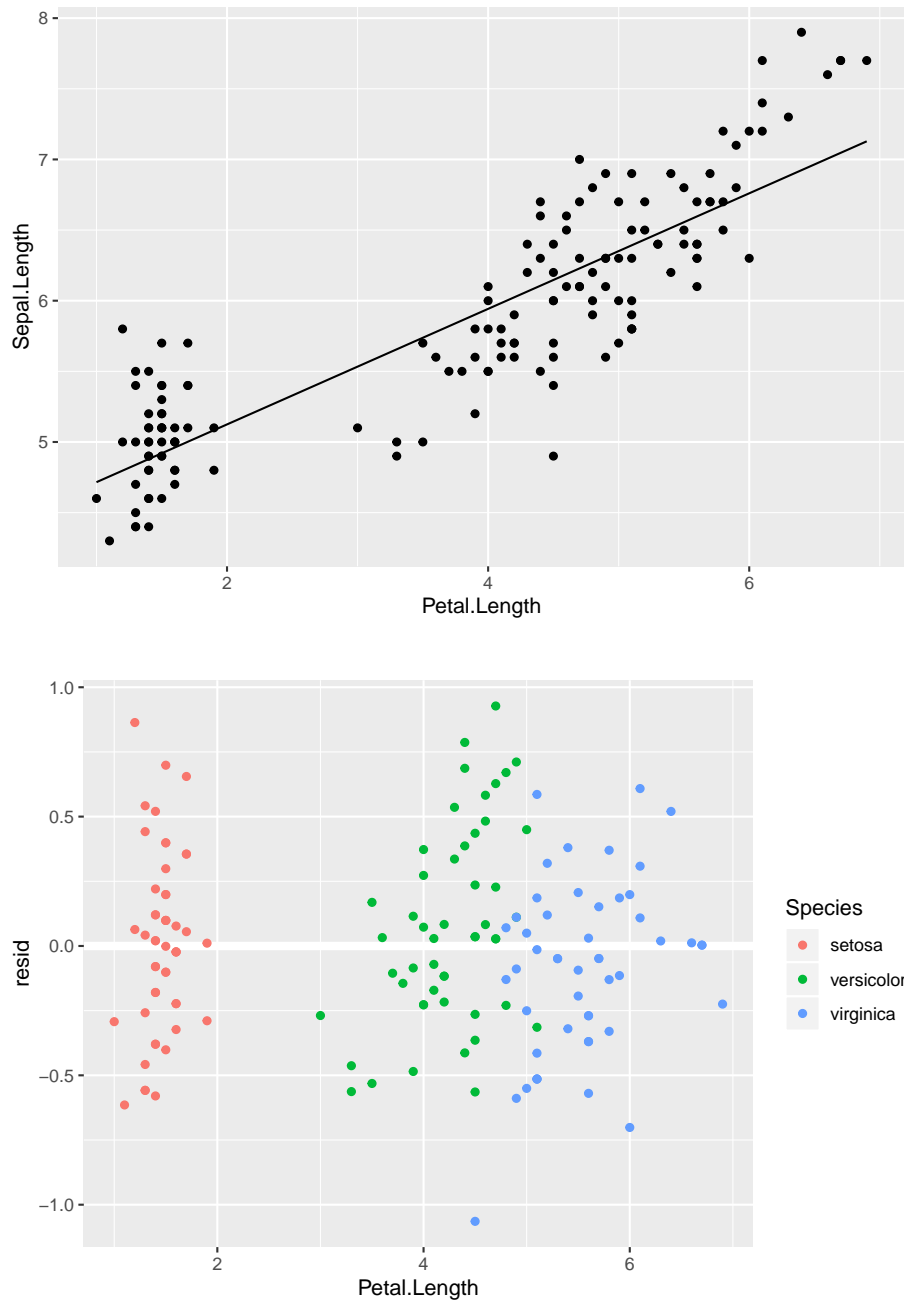 8
7
6
5
Sepal.Length
2
4
6
Petal.Length
1.0
0.5
0.0
−0.5
−1.0
resid
2
4
6
Petal.Length
Species
setosa
versicolor
virginica